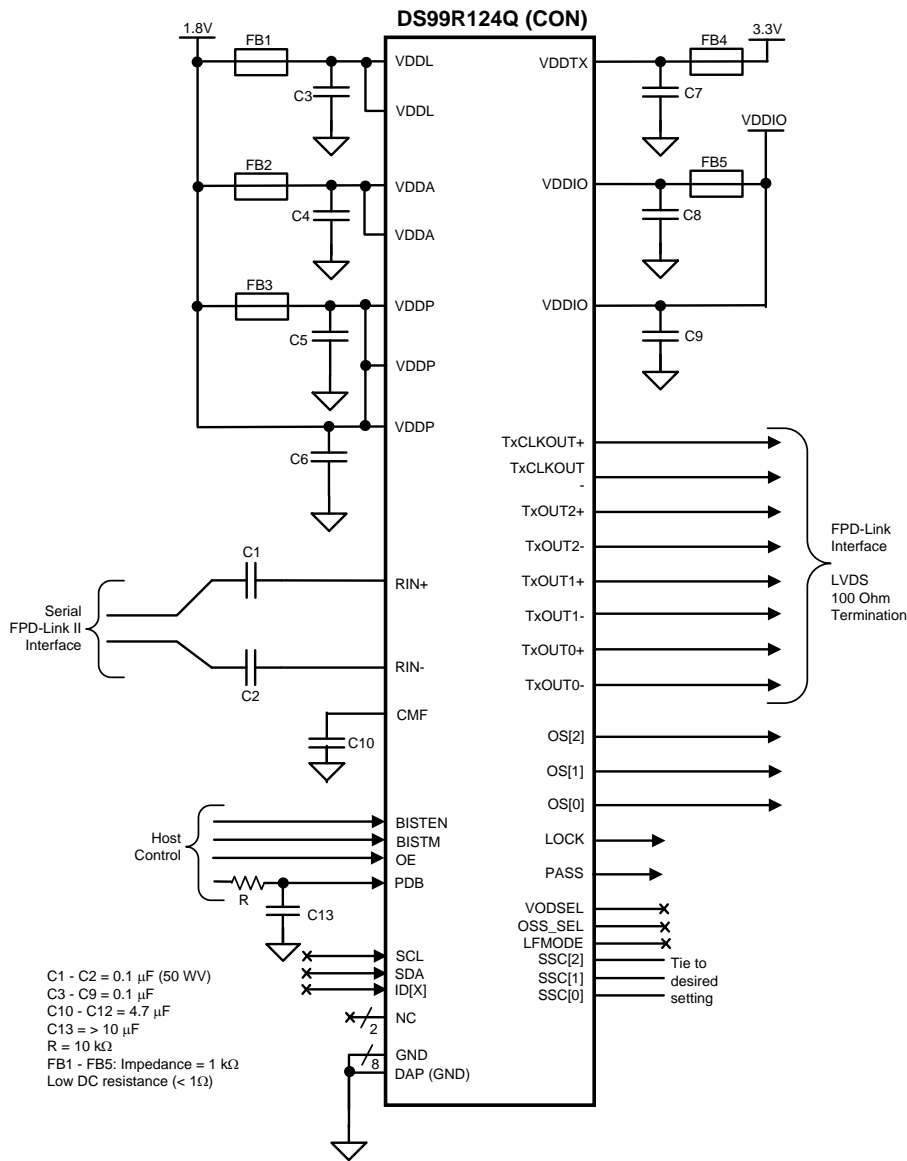 DS99R124Q (CON)
1.8V
FB1
VDDL
C3
VDDL
FB2
VDDA
C4
VDDA
FB3
VDDP
C5
VDDP
VDDP
C6
VDDTX
FB4
3.3V
C7
VDDIO
VDDIO
FB5
C8
VDDIO
C9
C1
RIN+
Serial
FPD-Link II
Interface
RIN-
C2
CMF
C10
TxCLKOUT+
TxCLKOUT
-
TxOUT2+
TxOUT2-
TxOUT1+
TxOUT1-
TxOUT0+
TxOUT0-
FPD-Link
Interface
LVDS
100 Ohm
Termination
OS[2]
OS[1]
OS[0]
LOCK
PASS
VODSEL
OSS_SEL
LFMODE
SSC[2]
SSC[1]
SSC[0]
Tie to
desired
setting
Host
Control
BISTEN
BISTM
OE
PDB
R
C13
SCL
SDA
ID[X]
NC
2
GND
8
DAP (GND)
C1 - C2 = 0.1 μF (50 WV)
C3 - C9 = 0.1 μF
C10 - C12 = 4.7 μF
C13 = > 10 μF
R = 10 kΩ
FB1 - FB5: Impedance = 1 kΩ
Low DC resistance (< 1Ω)